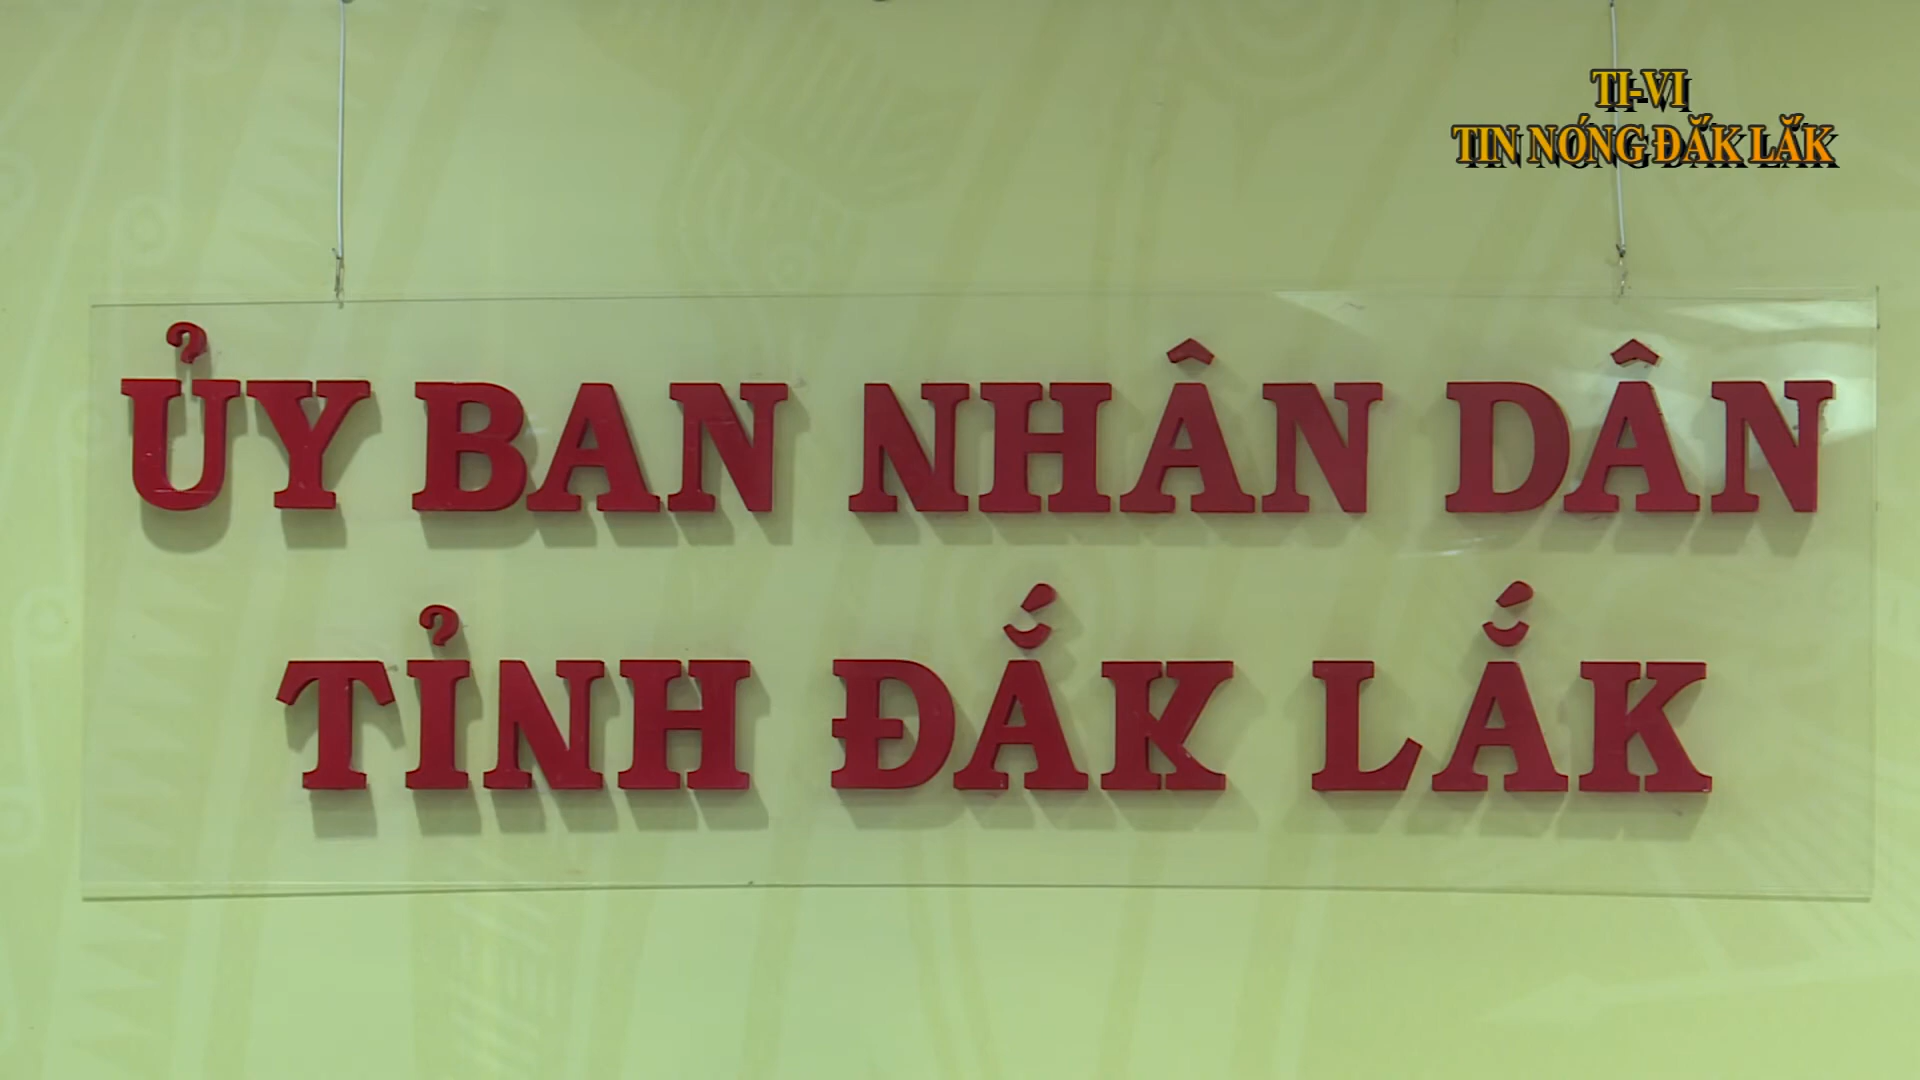 TI-VI
TIN NÓNG ĐẮK LẮK
ỦY BAN NHÂN DÂN
TỈNH ĐẮK LẮK